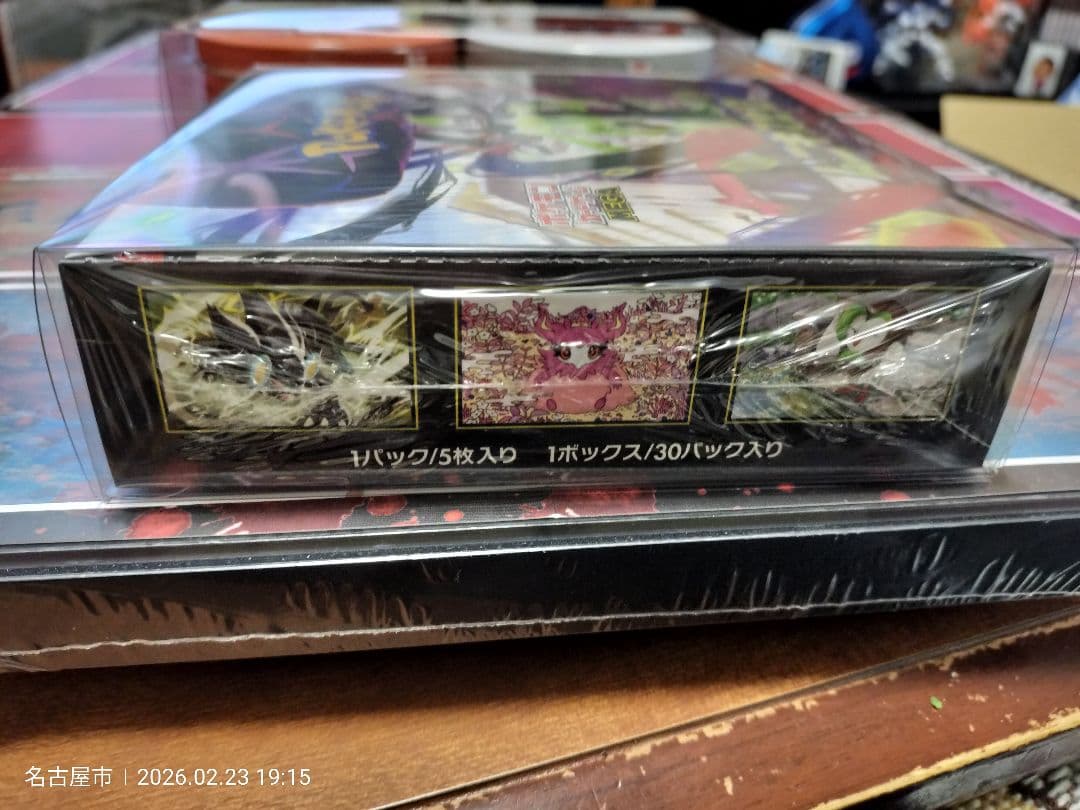 1パック/5枚入り 1ボックス/30パック入り
名古屋市 | 2026.02.23 19:15